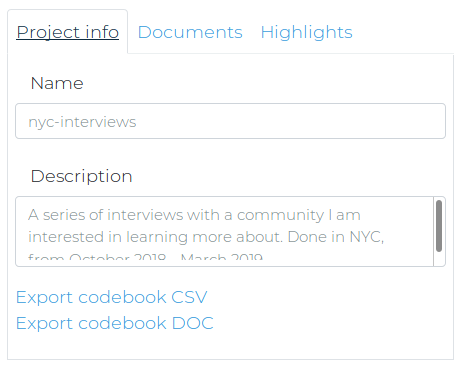 Project info Documents Highlights
Name
nyc-interviews
Description
A series of interviews with a community I am
interested in learning more about. Done in NYC,
from October 2018 - March 2019
Export codebook CSV
Export codebook DOC